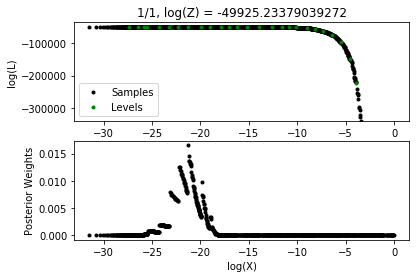 1/1, log(Z) = -49925.23379039272
log(L)
-100000
-200000
-300000
Samples
Levels
-30 -25 -20 -15 -10 -5 0
Posterior Weights
0.015
0.010
0.005
0.000
-30 -25 -20 -15 -10 -5 0
log(X)